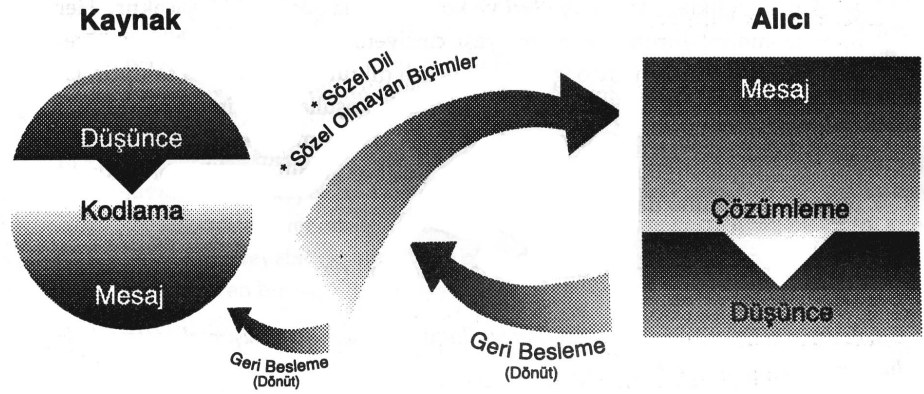 Kaynak
Alıcı
* Sözel Dil
* Sözel Olmayan Biçimler
Düşünce
Kodlama
Mesaj
Mesaj
Çözümleme
Düşünce
Geri Besleme
(Dönüt)
Geri Besleme
(Dönüt)